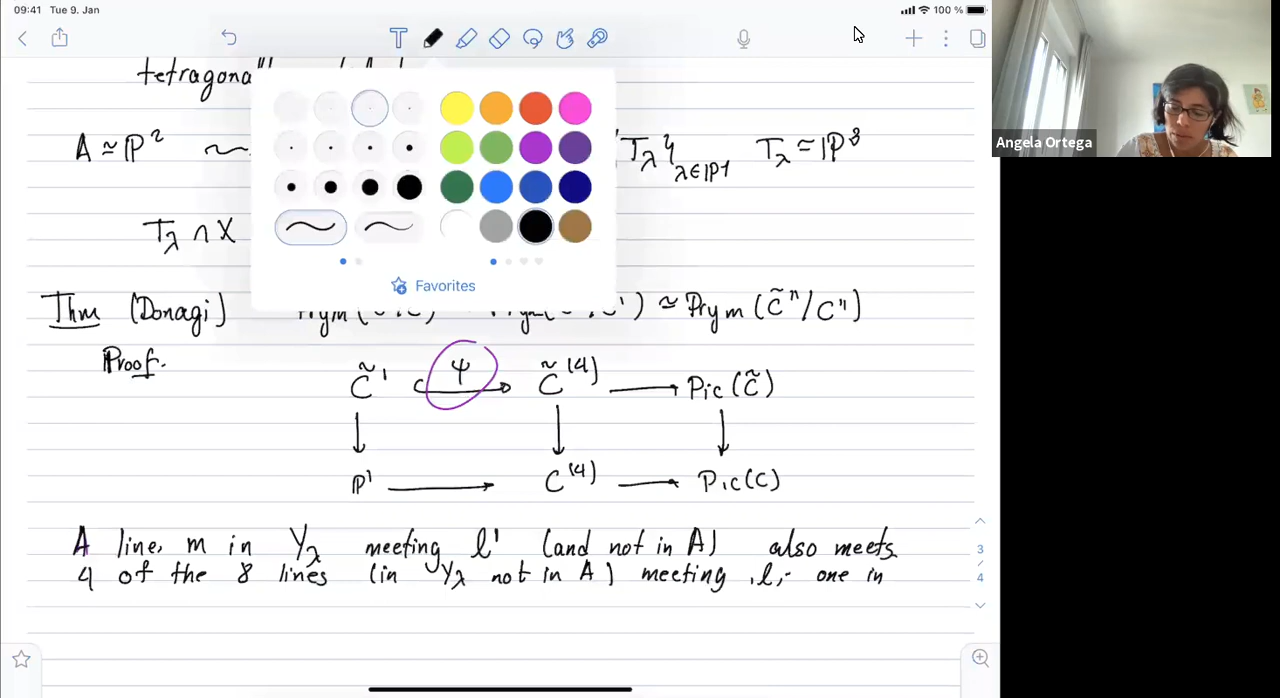 09:41 Tue 9. Jan
100 %
A ≃ ℙ² ⤳
T_λ }_{λ∈ℙ¹} T_λ ≃ ℙ³
T_λ ∩ X
Favorites
Thm (Donagi) ≃ Prym (C̃"/C")
Proof.
C̃' ψ C̃⁽⁴⁾ → Pic(C̃)
ℙ¹ → C⁽⁴⁾ → Pic(C)
A line m in Y_λ meeting l' (and not in A) also meets
4 of the 8 lines (in Y_λ not in A) meeting l, one in
3
/
4
Angela Ortega